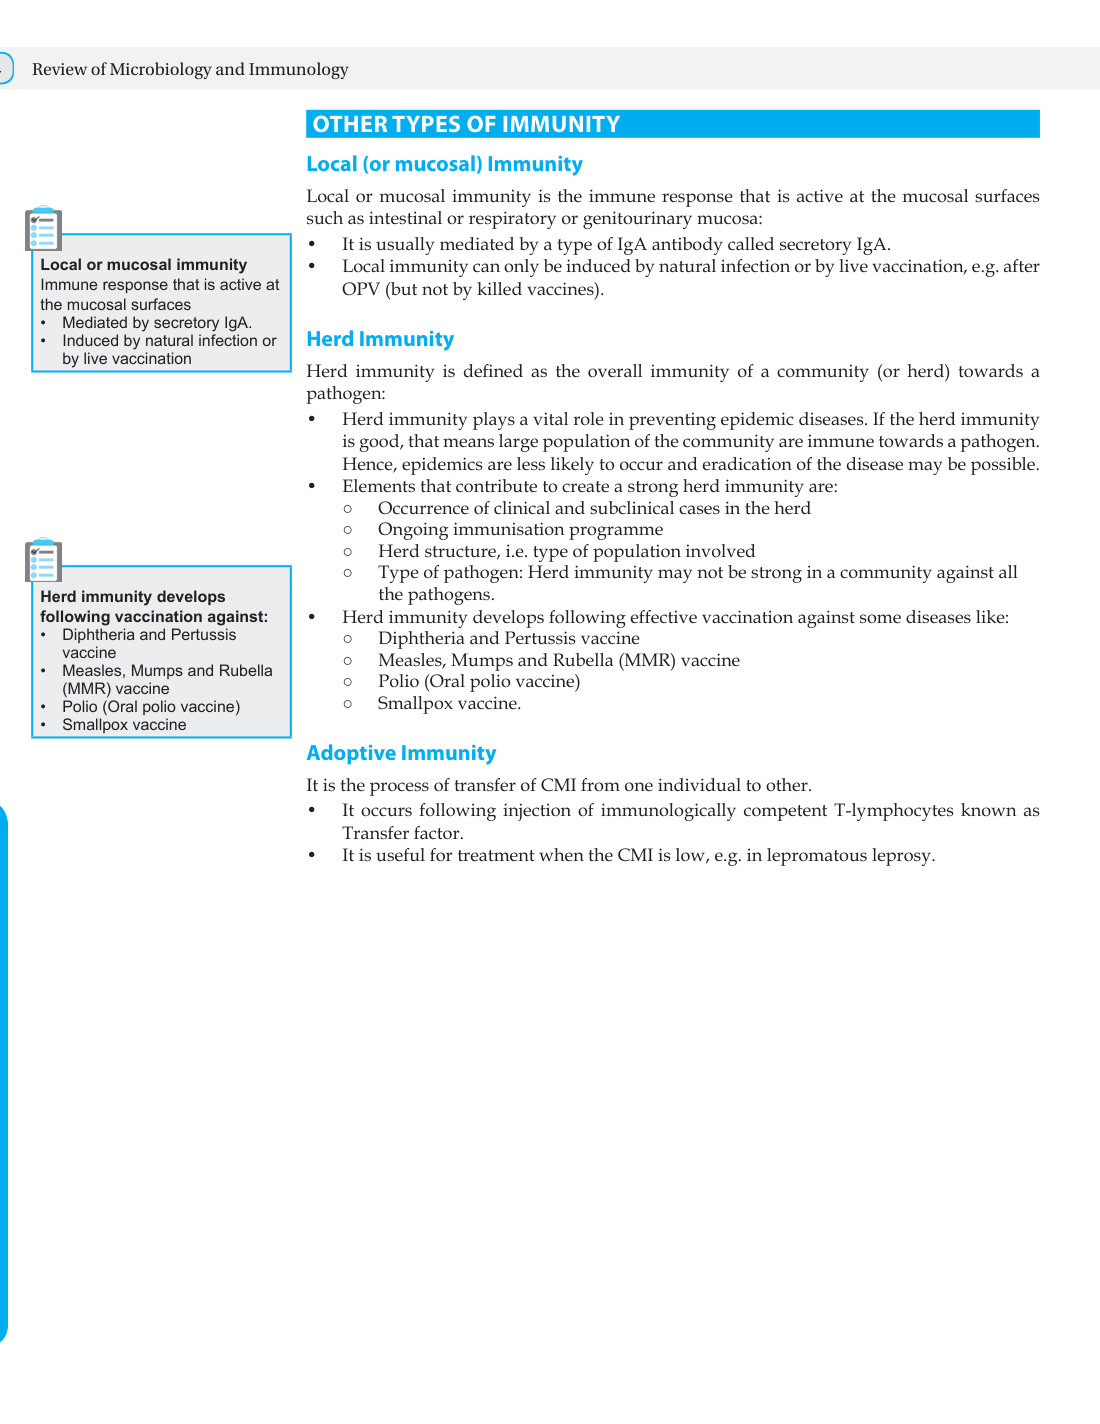 Review of Microbiology and Immunology
OTHER TYPES OF IMMUNITY
Local (or mucosal) Immunity
Local or mucosal immunity is the immune response that is active at the mucosal surfaces
such as intestinal or respiratory or genitourinary mucosa:
• It is usually mediated by a type of IgA antibody called secretory IgA.
• Local immunity can only be induced by natural infection or by live vaccination, e.g. after
OPV (but not by killed vaccines).
Local or mucosal immunity
Immune response that is active at
the mucosal surfaces
• Mediated by secretory IgA.
• Induced by natural infection or
by live vaccination
Herd Immunity
Herd immunity is defined as the overall immunity of a community (or herd) towards a
pathogen:
• Herd immunity plays a vital role in preventing epidemic diseases. If the herd immunity
is good, that means large population of the community are immune towards a pathogen.
Hence, epidemics are less likely to occur and eradication of the disease may be possible.
• Elements that contribute to create a strong herd immunity are:
○ Occurrence of clinical and subclinical cases in the herd
○ Ongoing immunisation programme
○ Herd structure, i.e. type of population involved
○ Type of pathogen: Herd immunity may not be strong in a community against all
the pathogens.
• Herd immunity develops following effective vaccination against some diseases like:
○ Diphtheria and Pertussis vaccine
○ Measles, Mumps and Rubella (MMR) vaccine
○ Polio (Oral polio vaccine)
○ Smallpox vaccine.
Herd immunity develops
following vaccination against:
• Diphtheria and Pertussis
vaccine
• Measles, Mumps and Rubella
(MMR) vaccine
• Polio (Oral polio vaccine)
• Smallpox vaccine
Adoptive Immunity
It is the process of transfer of CMI from one individual to other.
• It occurs following injection of immunologically competent T-lymphocytes known as
Transfer factor.
• It is useful for treatment when the CMI is low, e.g. in lepromatous leprosy.